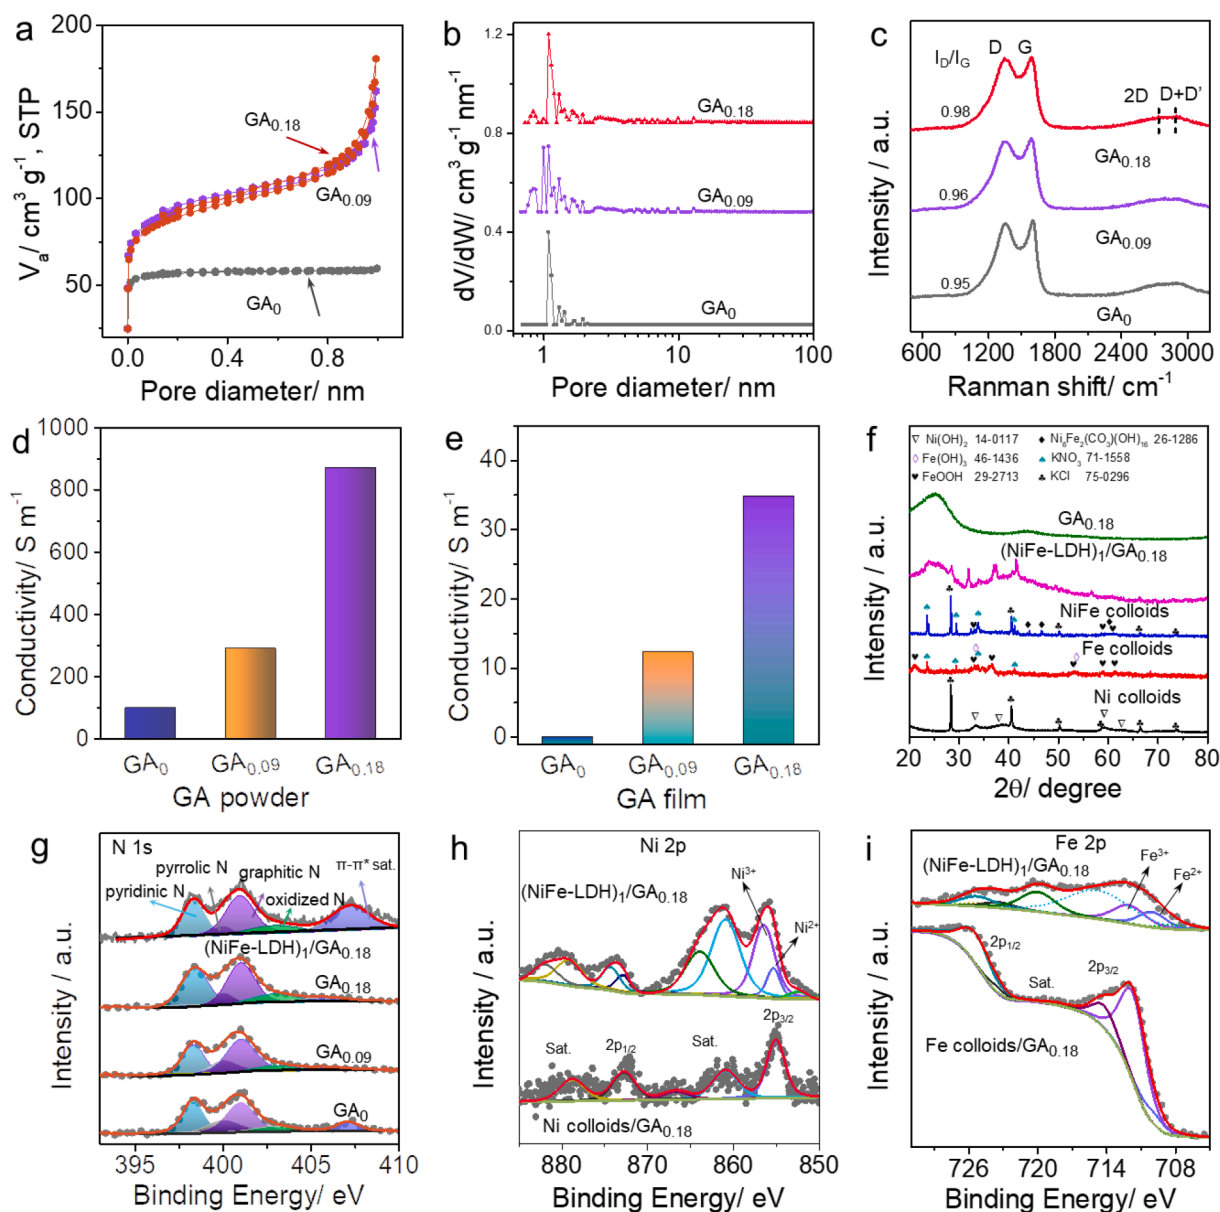 a
V_a/ cm³ g⁻¹, STP
200
150
100
50
GA₀.₁₈
GA₀.₀₉
GA₀
0.0 0.4 0.8
Pore diameter/ nm
b
dV/dW/ cm³ g⁻¹ nm⁻¹
1.2
0.8
0.4
0.0
GA₀.₁₈
GA₀.₀₉
GA₀
1 10 100
Pore diameter/ nm
c
Intensity / a.u.
I_D/I_G
D G
2D D+D’
0.98
GA₀.₁₈
0.96
GA₀.₀₉
0.95
GA₀
600 1200 1800 2400 3000
Ranman shift/ cm⁻¹
d
Conductivity/ S m⁻¹
1000
800
600
400
200
0
GA₀ GA₀.₀₉ GA₀.₁₈
GA powder
e
Conductivity/ S m⁻¹
40
30
20
10
0
GA₀ GA₀.₀₉ GA₀.₁₈
GA film
f
Intensity / a.u.
▽ Ni(OH)₂ 14-0117 ♦ Ni₆Fe₂(CO₃)(OH)₁₆ 26-1286
◊ Fe(OH)₃ 46-1436 ♠ KNO₃ 71-1558
♥ FeOOH 29-2713 ♣ KCl 75-0296
GA₀.₁₈
(NiFe-LDH)₁/GA₀.₁₈
NiFe colloids
Fe colloids
Ni colloids
20 30 40 50 60 70 80
2θ/ degree
g
Intensity / a.u.
N 1s
pyrrolic N
graphitic N
π-π* sat.
pyridinic N
oxidized N
(NiFe-LDH)₁/GA₀.₁₈
GA₀.₁₈
GA₀.₀₉
GA₀
395 400 405 410
Binding Energy/ eV
h
Intensity / a.u.
Ni 2p
(NiFe-LDH)₁/GA₀.₁₈
Ni³⁺
Ni²⁺
Sat.
2p₁/₂
Sat.
2p₃/₂
Ni colloids/GA₀.₁₈
880 870 860 850
Binding Energy/ eV
i
Intensity / a.u.
Fe 2p
(NiFe-LDH)₁/GA₀.₁₈
Fe³⁺
Fe²⁺
2p₁/₂
Sat.
2p₃/₂
Fe colloids/GA₀.₁₈
726 720 714 708
Binding Energy/ eV